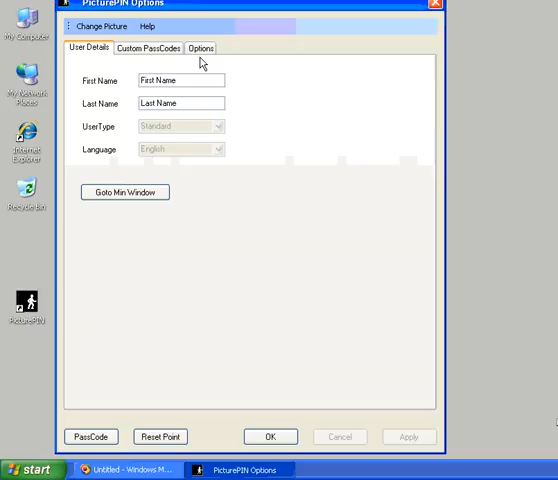 PicturePIN Options
My Computer
Change Picture Help
User Details Custom PassCodes Options
First Name First Name
Last Name Last Name
UserType Standard
Language English
My Network
Places
Internet
Explorer
Recycle Bin
Goto Min Window
PicturePIN
PassCode Reset Point OK Cancel Apply
start Untitled - Windows M... PicturePIN Options